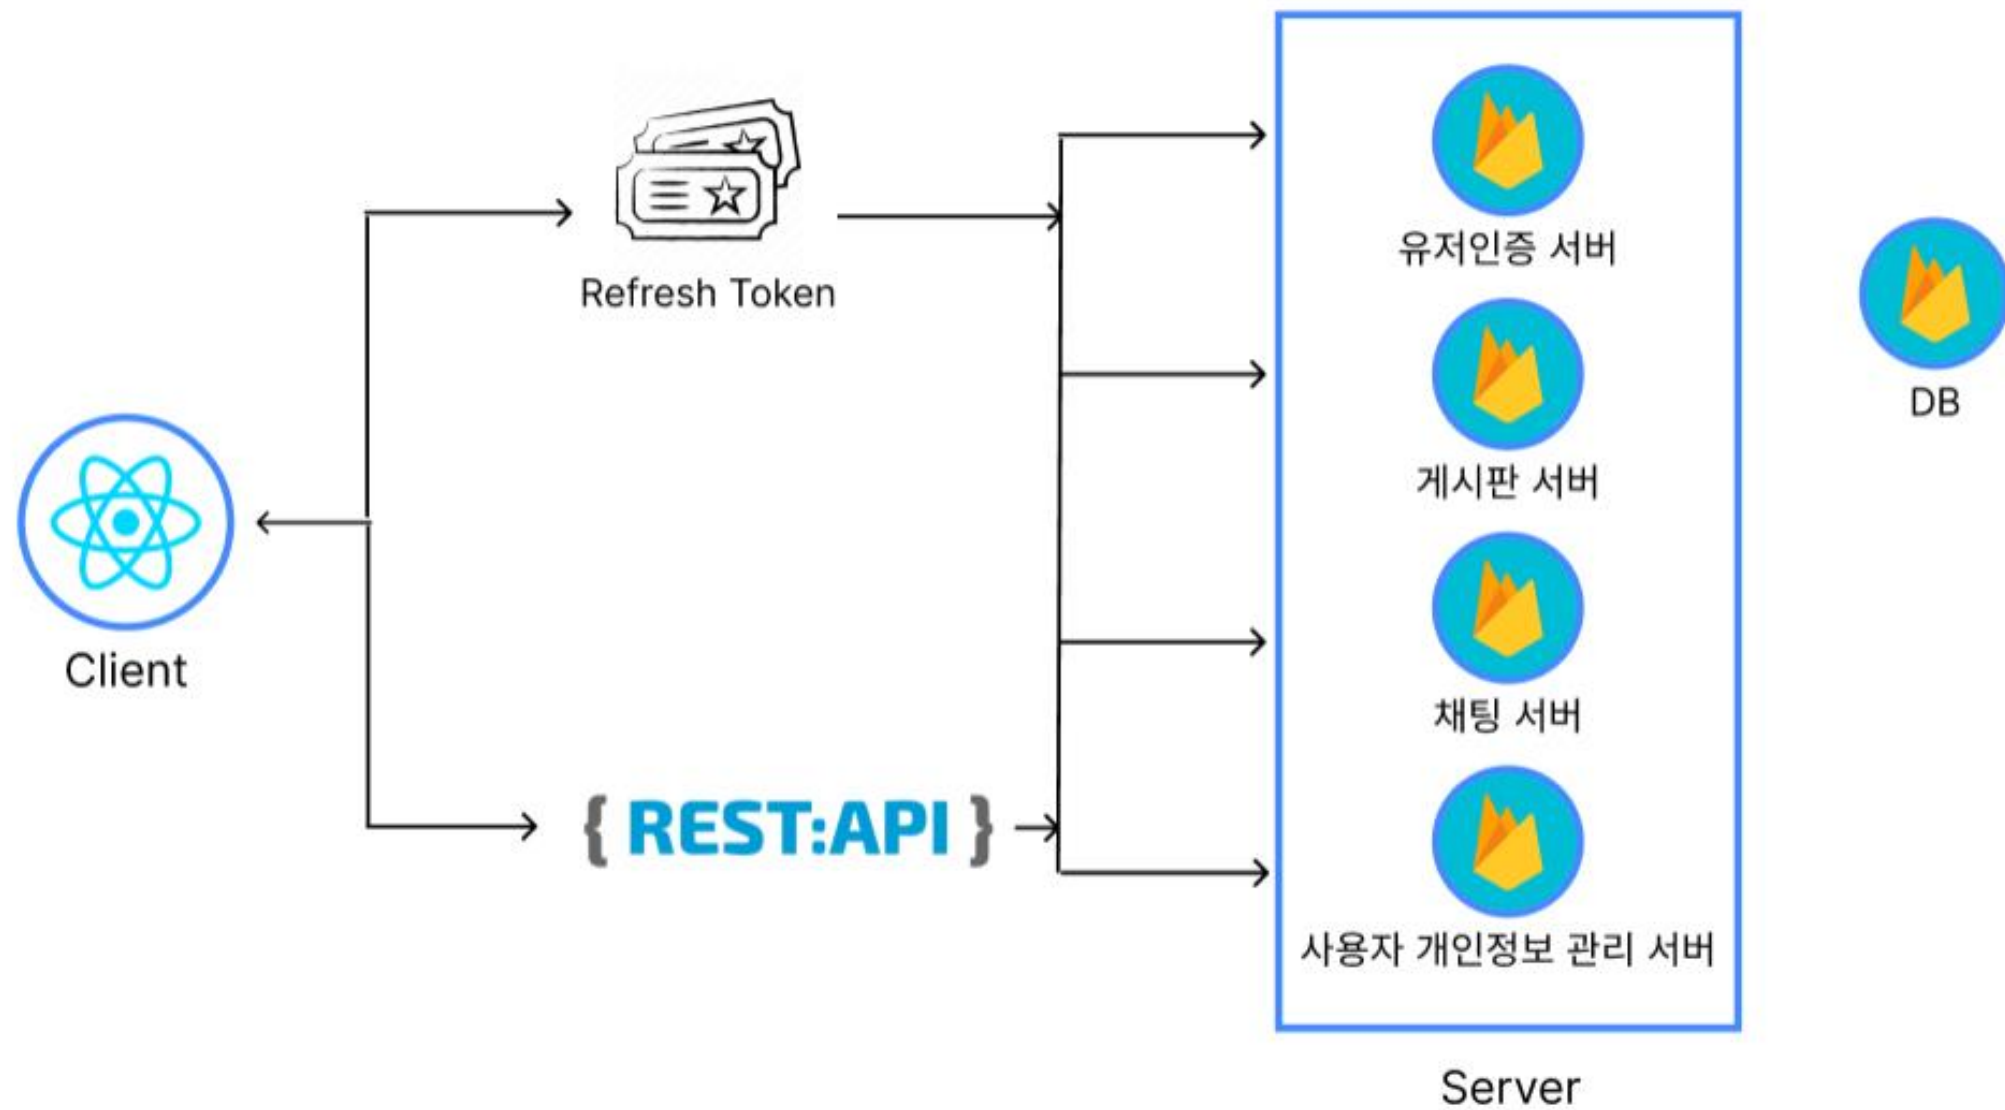 Refresh Token
Client
{ REST:API }
유저인증 서버
게시판 서버
채팅 서버
사용자 개인정보 관리 서버
Server
DB